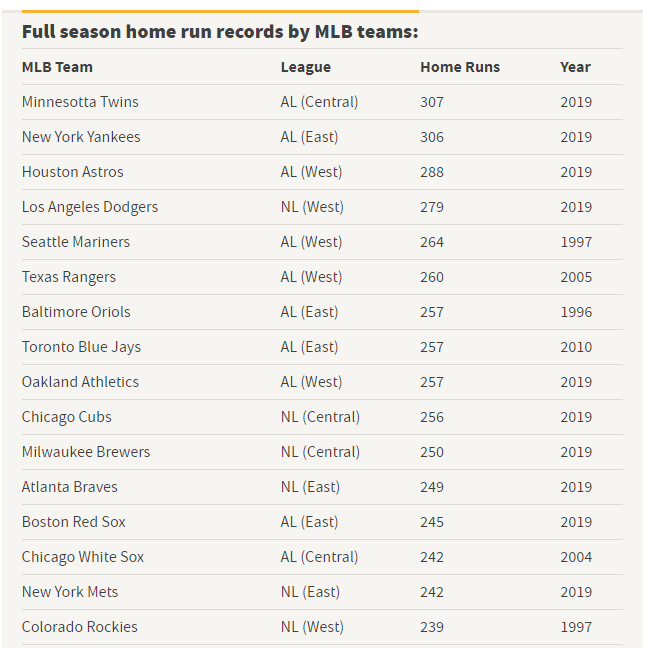 Full season home run records by MLB teams:
MLB Team League Home Runs Year
Minnesotta Twins AL (Central) 307 2019
New York Yankees AL (East) 306 2019
Houston Astros AL (West) 288 2019
Los Angeles Dodgers NL (West) 279 2019
Seattle Mariners AL (West) 264 1997
Texas Rangers AL (West) 260 2005
Baltimore Oriols AL (East) 257 1996
Toronto Blue Jays AL (East) 257 2010
Oakland Athletics AL (West) 257 2019
Chicago Cubs NL (Central) 256 2019
Milwaukee Brewers NL (Central) 250 2019
Atlanta Braves NL (East) 249 2019
Boston Red Sox AL (East) 245 2019
Chicago White Sox AL (Central) 242 2004
New York Mets NL (East) 242 2019
Colorado Rockies NL (West) 239 1997